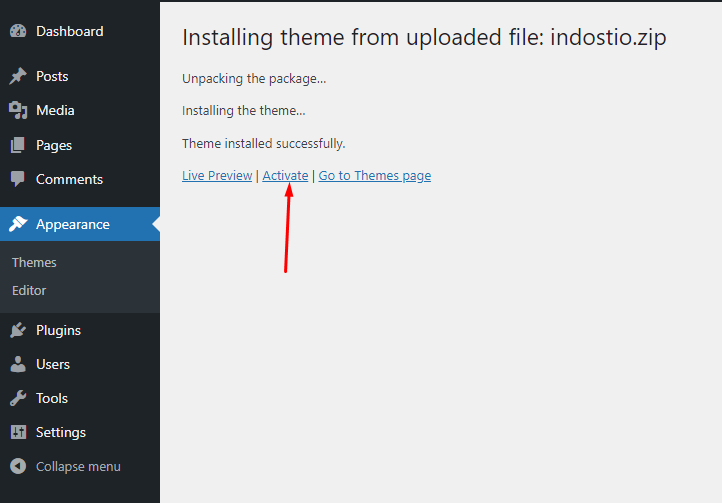 Dashboard
Posts
Media
Pages
Comments
Appearance
Themes
Editor
Plugins
Users
Tools
Settings
Collapse menu
Installing theme from uploaded file: indostio.zip
Unpacking the package...
Installing the theme...
Theme installed successfully.
Live Preview | Activate | Go to Themes page